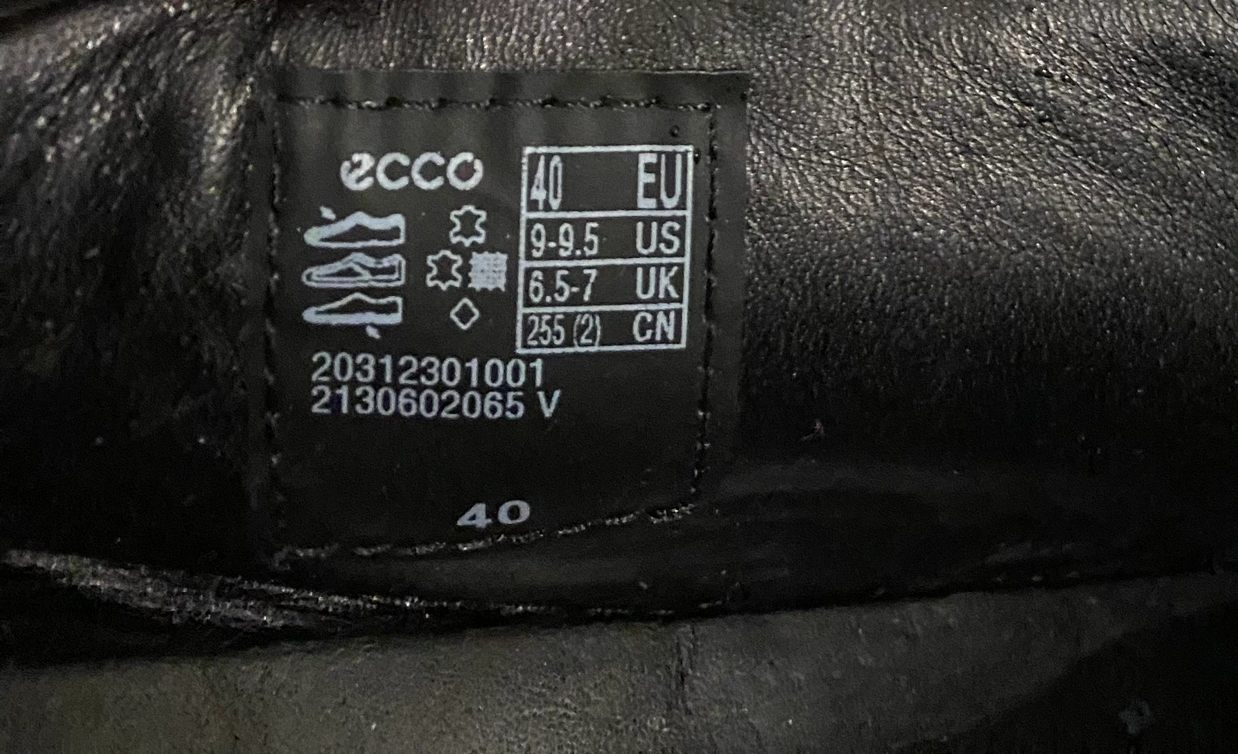 ecco
40 EU
9-9.5 US
6.5-7 UK
255 (2) CN
20312301001
2130602065 V
40